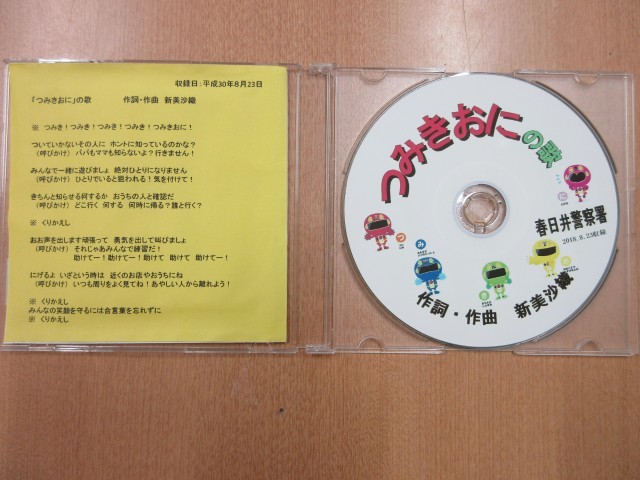 収録日：平成30年8月23日
「つみきおに」の歌　作詞・作曲　新美沙織
※　つみき！つみき！つみき！つみき！つみきおに！
ついていかないその人に　ホントに知っているのかな？
（呼びかけ）　パパもママも知らないよ？行きません！
みんなで一緒に遊びましょ　絶対ひとりになりません
（呼びかけ）　ひとりでいると狙われる！気を付けて！
きちんと知らせる何するか　おうちの人と確認だ
（呼びかけ）　どこ行く　何する　何時に帰る？誰と行く？
※　くりかえし
おお声を出します頑張って　勇気を出して叫びましょ
（呼びかけ）　それじゃあみんなで練習だ！
助けてー！助けてー！助けて　助けて　助けてー！
にげるよ　いざという時は　近くのお店やおうちにね
（呼びかけ）　いつも周りをよく見てね！あやしい人から離れよう！
※　くりかえし
みんなの笑顔を守るには合言葉を忘れずに
※　くりかえし
つみきおにの歌
に
春日井警察署
2018.8.23収録
つ
み
き
お
作詞・作曲　新美沙織